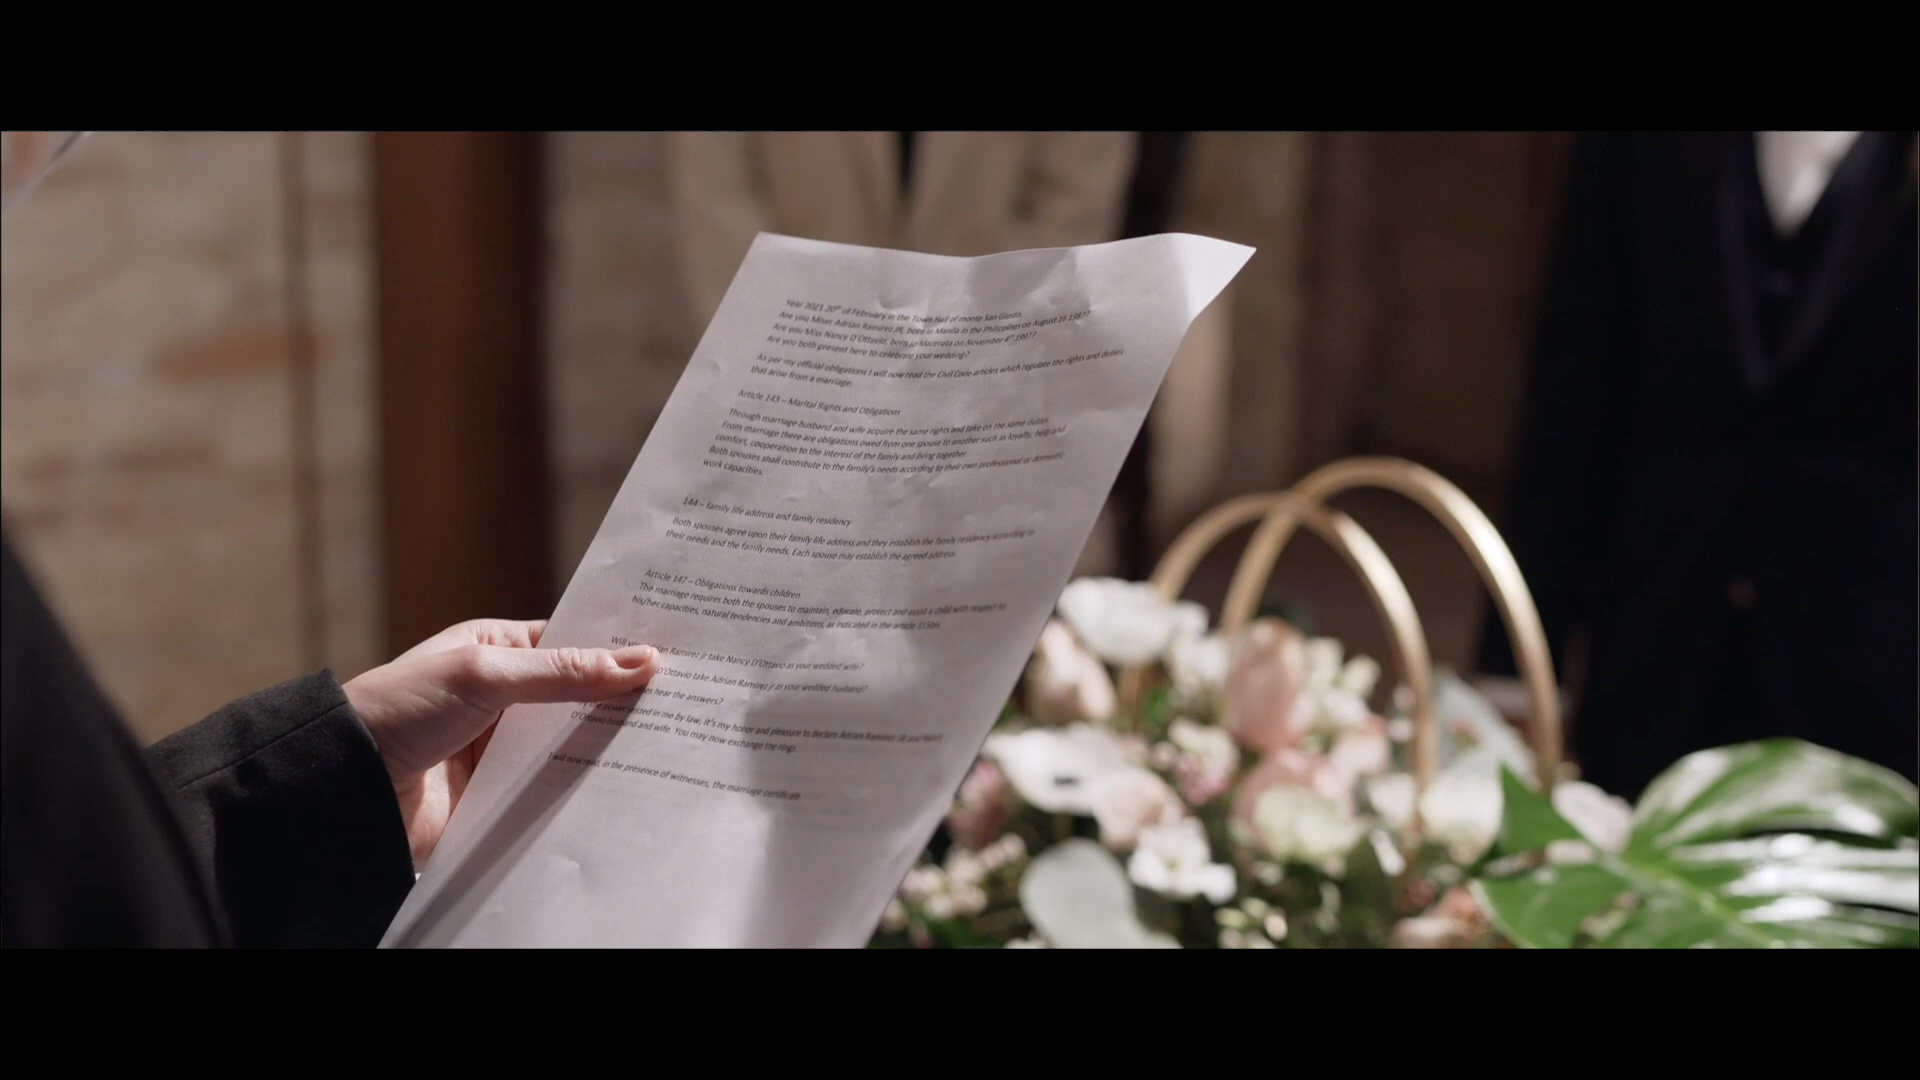 Year 2021 20th of February in the Town Hall of monte San Giusto.
Are you Miser Adrian Ramirez JR, born in Manila in the Philippines on August 16 1987?
Are you Miss Nancy D'Ottavio, born in Macerata on November 4th 1997?
Are you both present here to celebrate your wedding?
As per my official obligations I will now read the Civil Code articles which regulate the rights and duties
that arise from a marriage:
Article 143 – Marital Rights and Obligations
Through marriage husband and wife acquire the same rights and take on the same duties
From marriage there are obligations owed from one spouse to another such as loyalty, help and
comfort, cooperation to the interest of the family and living together.
Both spouses shall contribute to the family's needs according to their own professional or domestic
work capacities.
144 – family life address and family residency
Both spouses agree upon their family life address and they establish the family residency according to
their needs and the family needs. Each spouse may establish the agreed address.
Article 147 – Obligations towards children
The marriage requires both the spouses to maintain, educate, protect and assist a child with respect to
his/her capacities, natural tendencies and ambitions, as indicated in the article
Will Ramirez jr take Nancy D'Ottavio as your wedded wife?
D'Ottavio take Adrian Ramirez jr as your wedded husband?
hear the answers?
By the power vested in me by law, it's my honor and pleasure to declare Adrian Ramirez JR and
D'Ottavio husband and wife. You may now exchange the rings
I will now read, in the presence of witnesses, the marriage certificate